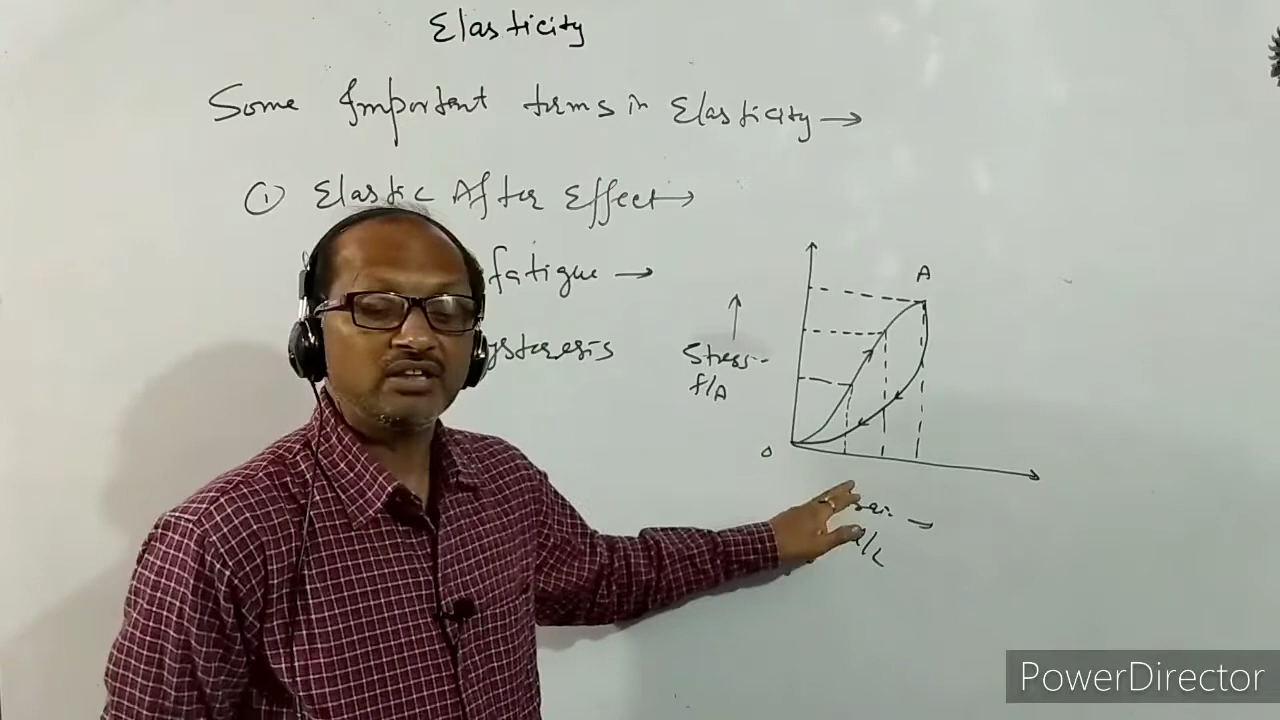 Elasticity
Some Important terms in Elasticity →
① Elastic After Effect →
fatigue →
ysteresis
A
Stress
F/A
o
PowerDirector